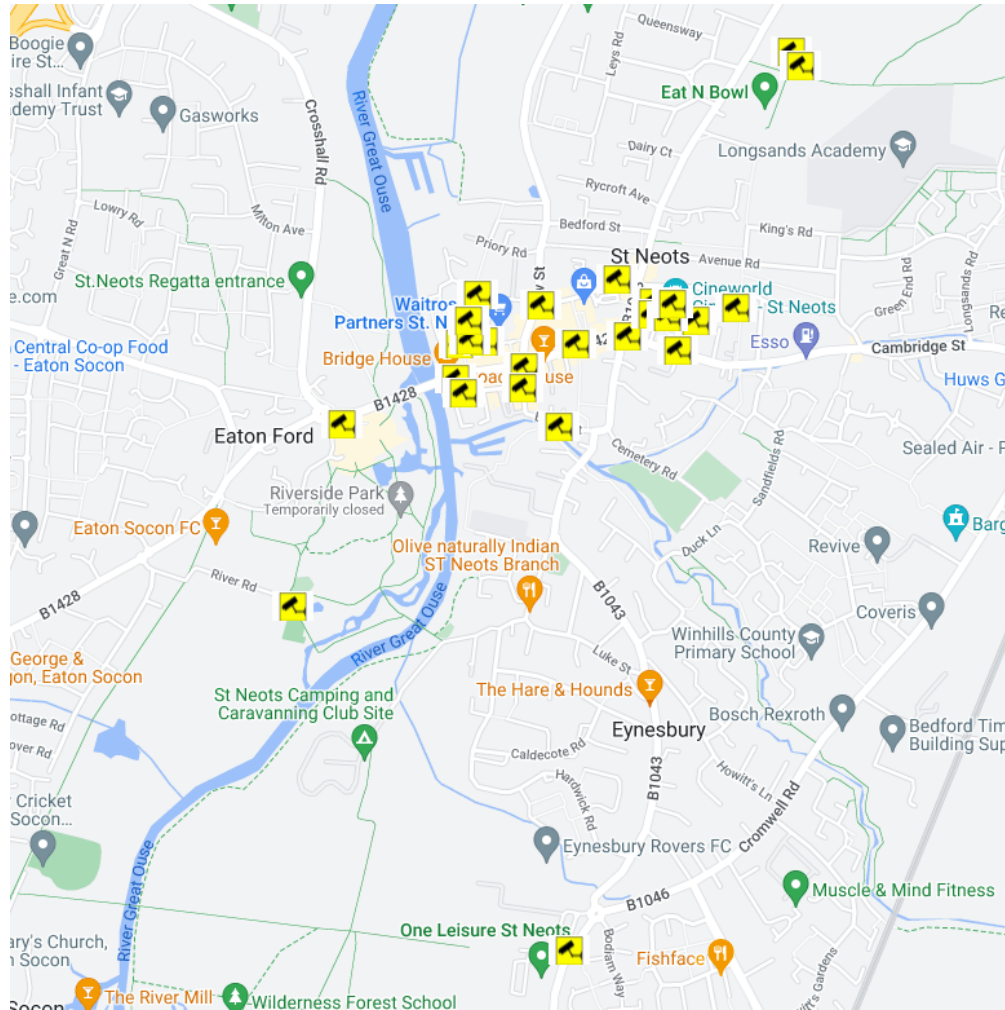 Queensway
Leys Rd
Boogie
ire St...
sshall Infant
demy Trust
Gasworks
Crosshall Rd
River Great Ouse
Eat N Bowl
Longsands Academy
Dairy Ct
Rycroft Ave
Bedford St
King's Rd
Lowry Rd
Great N Rd
Milton Ave
Priory Rd
St Neots
Avenue Rd
Green End Rd
Longsands Rd
St.Neots Regatta entrance
e.com
Waitros
Partners St. N
Cineworld
- St Neots
Central Co-op Food
- Eaton Socon
Bridge House
Esso
Cambridge St
B1428
Huws G
Eaton Ford
Cemetery Rd
Sandfields Rd
Sealed Air - P
Riverside Park
Temporarily closed
Eaton Socon FC
Duck Ln
Revive
Barg
Olive naturally Indian
ST Neots Branch
River Rd
B1428
River Great Ouse
B1043
Coveris
Winhills County
Primary School
Luke St
George &
gon, Eaton Socon
St Neots Camping and
Caravanning Club Site
The Hare & Hounds
Bosch Rexroth
Eynesbury
Bedford Tim
Building Sup
ottage Rd
over Rd
Caldecote Rd
Hardwick Rd
B1043
Howitt's Ln
Cromwell Rd
Cricket
Socon...
Eynesbury Rovers FC
B1046
Muscle & Mind Fitness
River Great Ouse
One Leisure St Neots
Bodiam Way
Fishface
ary's Church,
n Socon
The River Mill
Wilderness Forest School
Socon